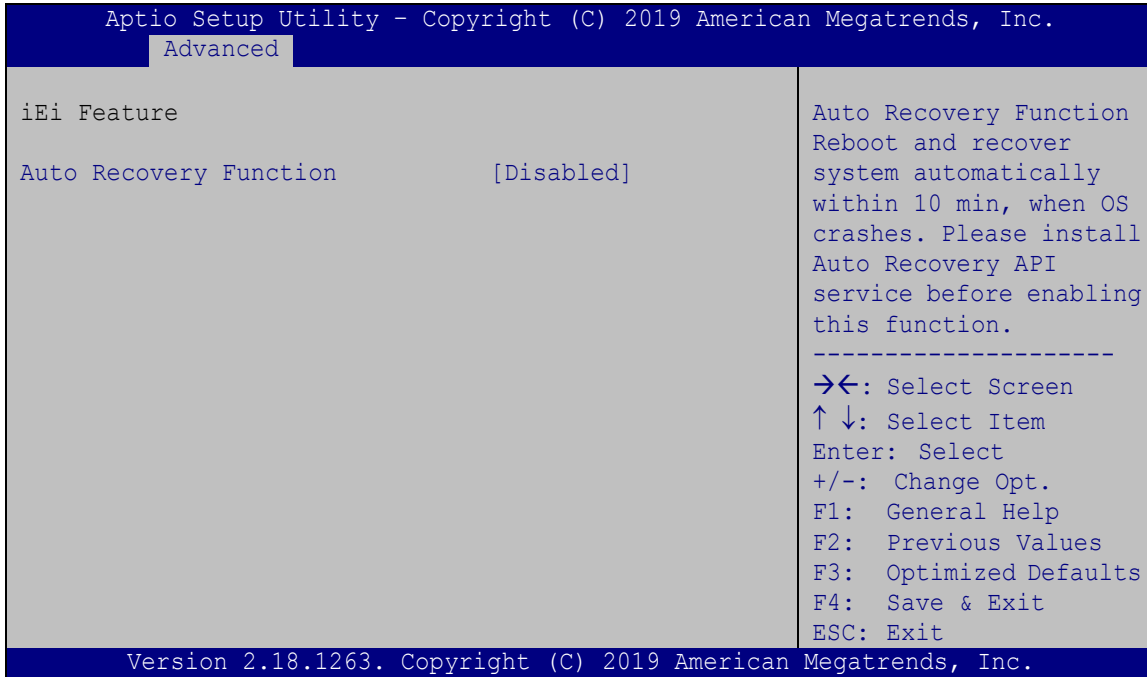 Aptio Setup Utility – Copyright (C) 2019 American Megatrends, Inc.
Advanced
iEi Feature
Auto Recovery Function [Disabled]
Auto Recovery Function
Reboot and recover
system automatically
within 10 min, when OS
crashes. Please install
Auto Recovery API
service before enabling
this function.
---------------------
→←: Select Screen
↑ ↓: Select Item
Enter: Select
+/-: Change Opt.
F1: General Help
F2: Previous Values
F3: Optimized Defaults
F4: Save & Exit
ESC: Exit
Version 2.18.1263. Copyright (C) 2019 American Megatrends, Inc.